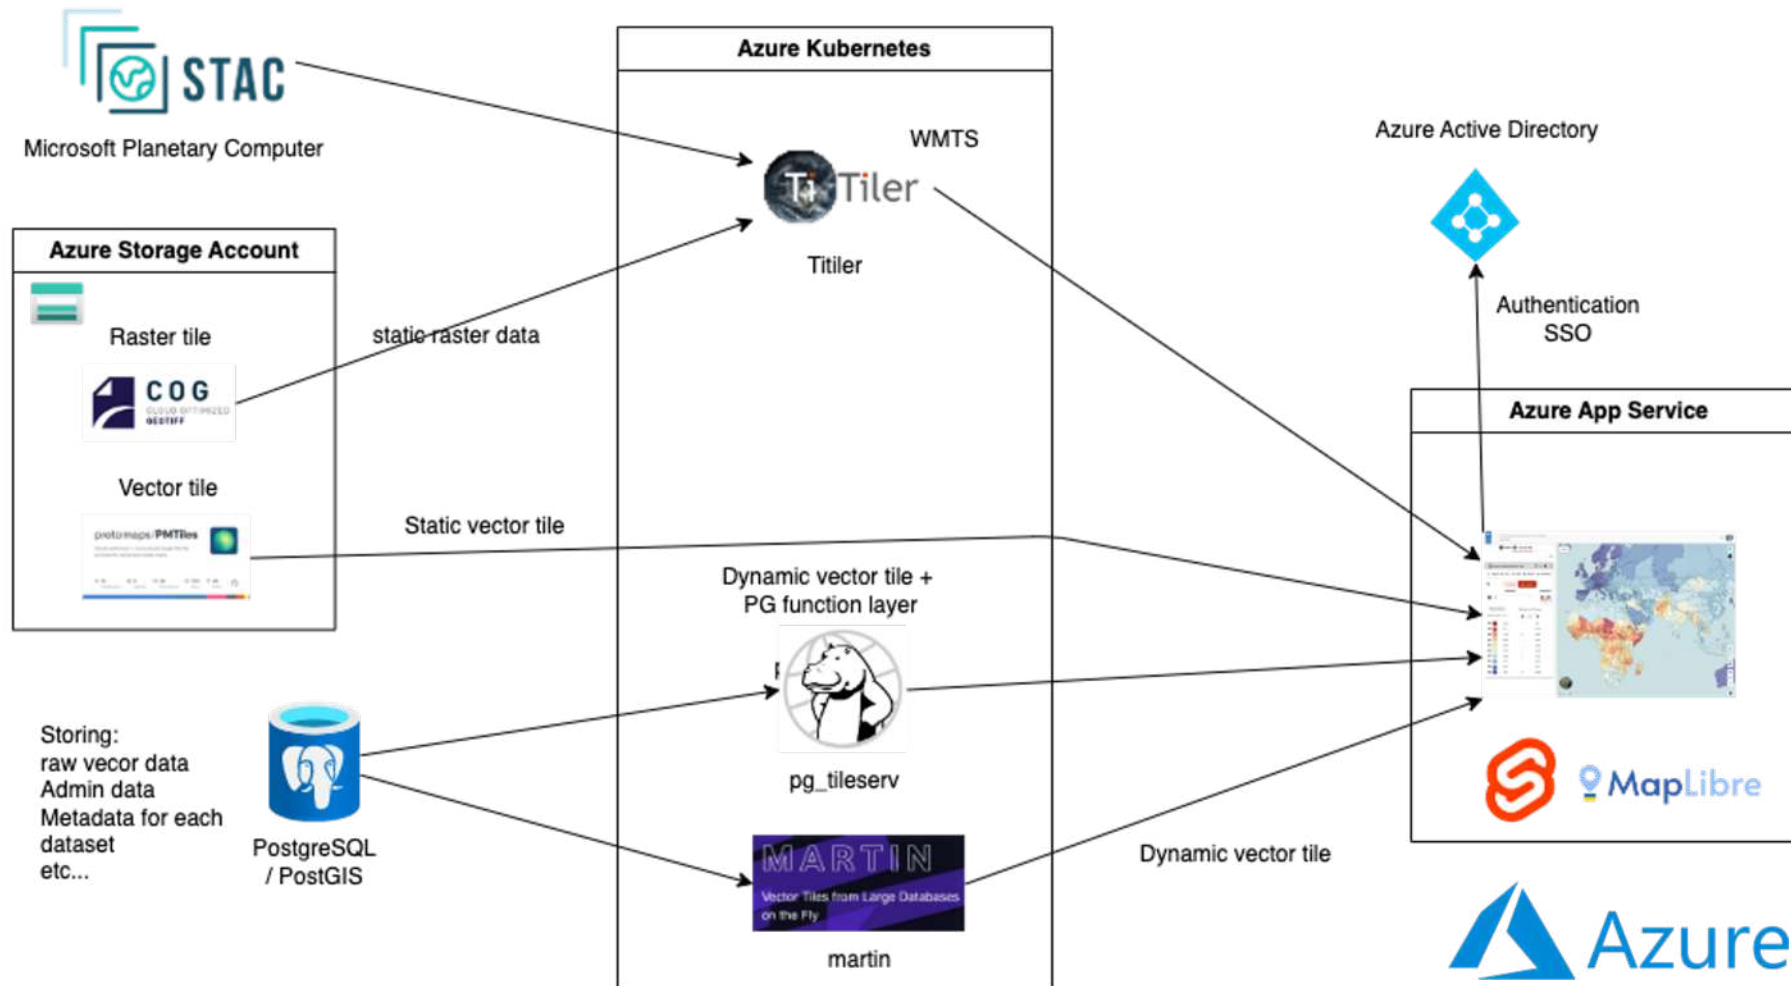 STAC
Microsoft Planetary Computer
Azure Storage Account
Raster tile
COG
CLOUD OPTIMIZED
GEOTIFF
Vector tile
protomaps/PMTiles
static raster data
Static vector tile
Storing:
raw vecor data
Admin data
Metadata for each
dataset
etc...
PostgreSQL
/ PostGIS
Azure Kubernetes
WMTS
TiTiler
Titiler
Dynamic vector tile +
PG function layer
pg_tileserv
MARTIN
Vector Tiles from Large Databases
on the Fly
martin
Dynamic vector tile
Azure Active Directory
Authentication
SSO
Azure App Service
MapLibre
Azure